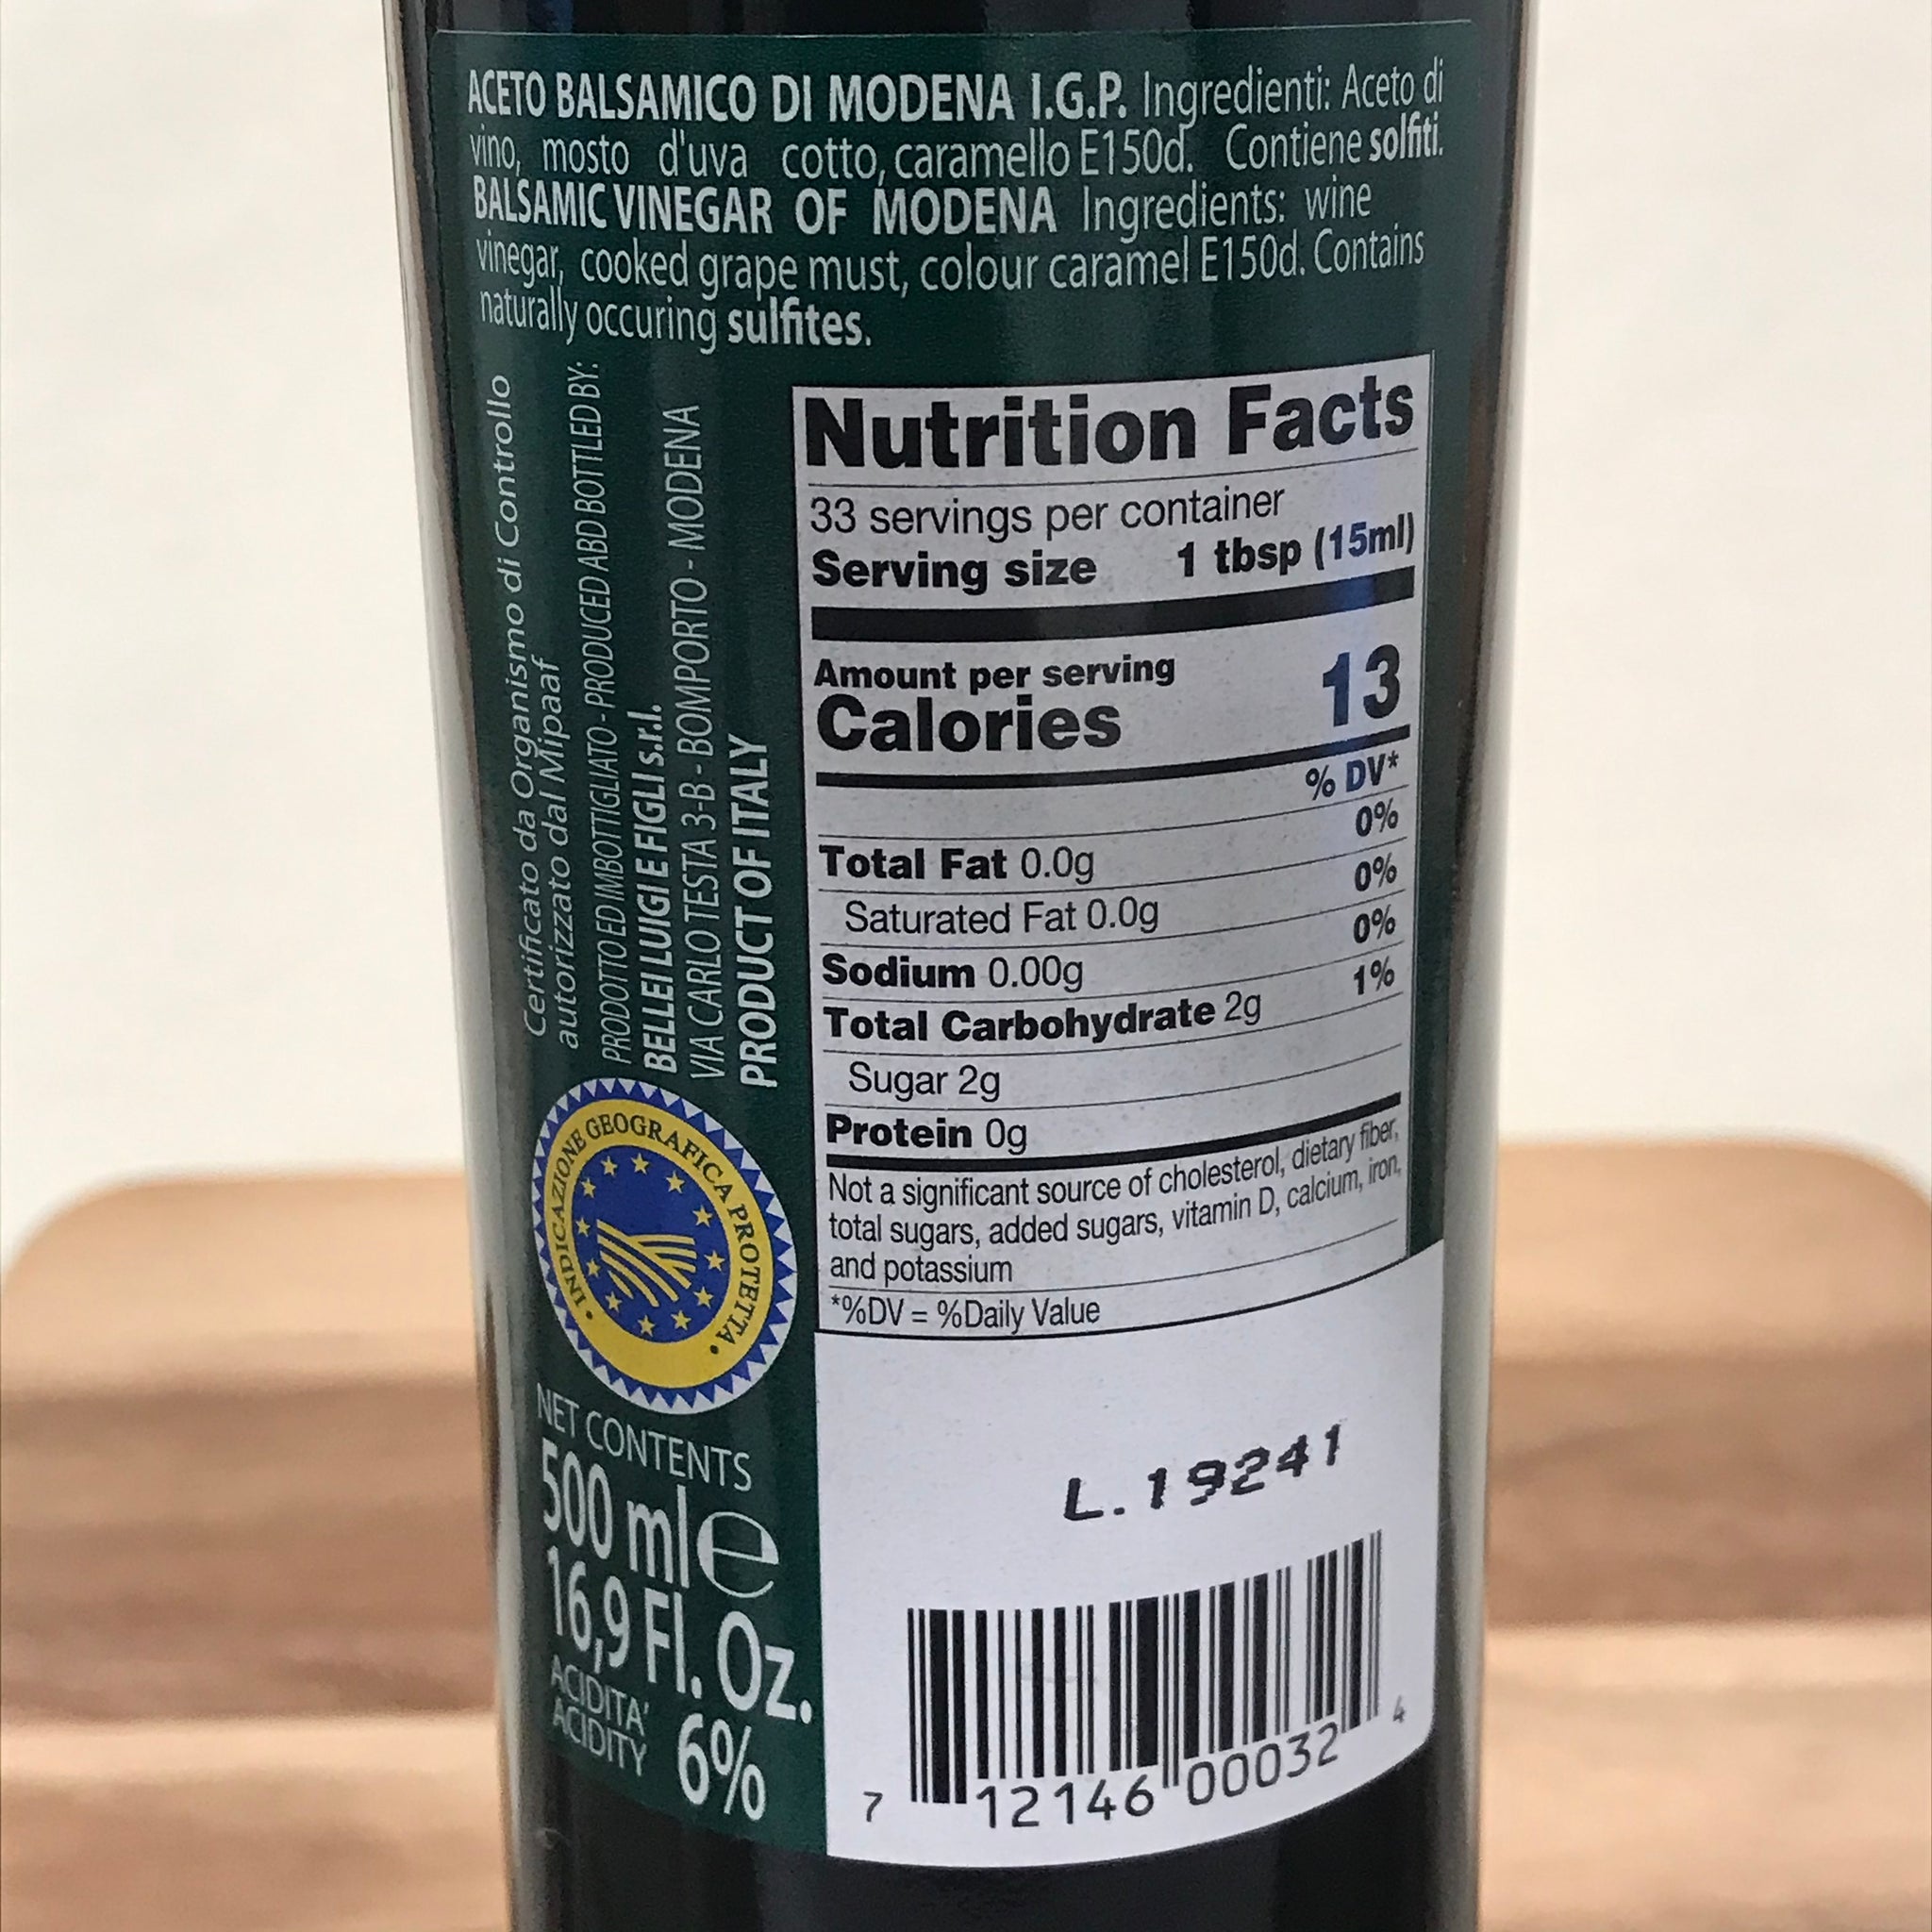 ACETO BALSAMICO DI MODENA I.G.P. Ingredienti: Aceto di
vino, mosto d'uva cotto, caramello E150d. Contiene solfiti.
BALSAMIC VINEGAR OF MODENA Ingredients: wine
vinegar, cooked grape must, colour caramel E150d. Contains
naturally occuring sulfites.
Certificato da Organismo di Controllo
autorizzato dal Mipaaf
PRODOTTO ED IMBOTTIGLIATO - PRODUCED ABD BOTTLED BY:
BELLEI LUIGI E FIGLI s.r.l.
VIA CARLO TESTA 3-B - BOMPORTO - MODENA
PRODUCT OF ITALY
• INDICAZIONE GEOGRAFICA PROTETTA •
NET CONTENTS
500 ml e
16,9 Fl. Oz.
ACIDITA'
ACIDITY 6%
Nutrition Facts
33 servings per container
Serving size 1 tbsp (15ml)
Amount per serving
Calories 13
% DV*
Total Fat 0.0g 0%
Saturated Fat 0.0g 0%
Sodium 0.00g 0%
Total Carbohydrate 2g 1%
Sugar 2g
Protein 0g
Not a significant source of cholesterol, dietary fiber,
total sugars, added sugars, vitamin D, calcium, iron,
and potassium
*%DV = %Daily Value
L.19241
7 12146 00032 4